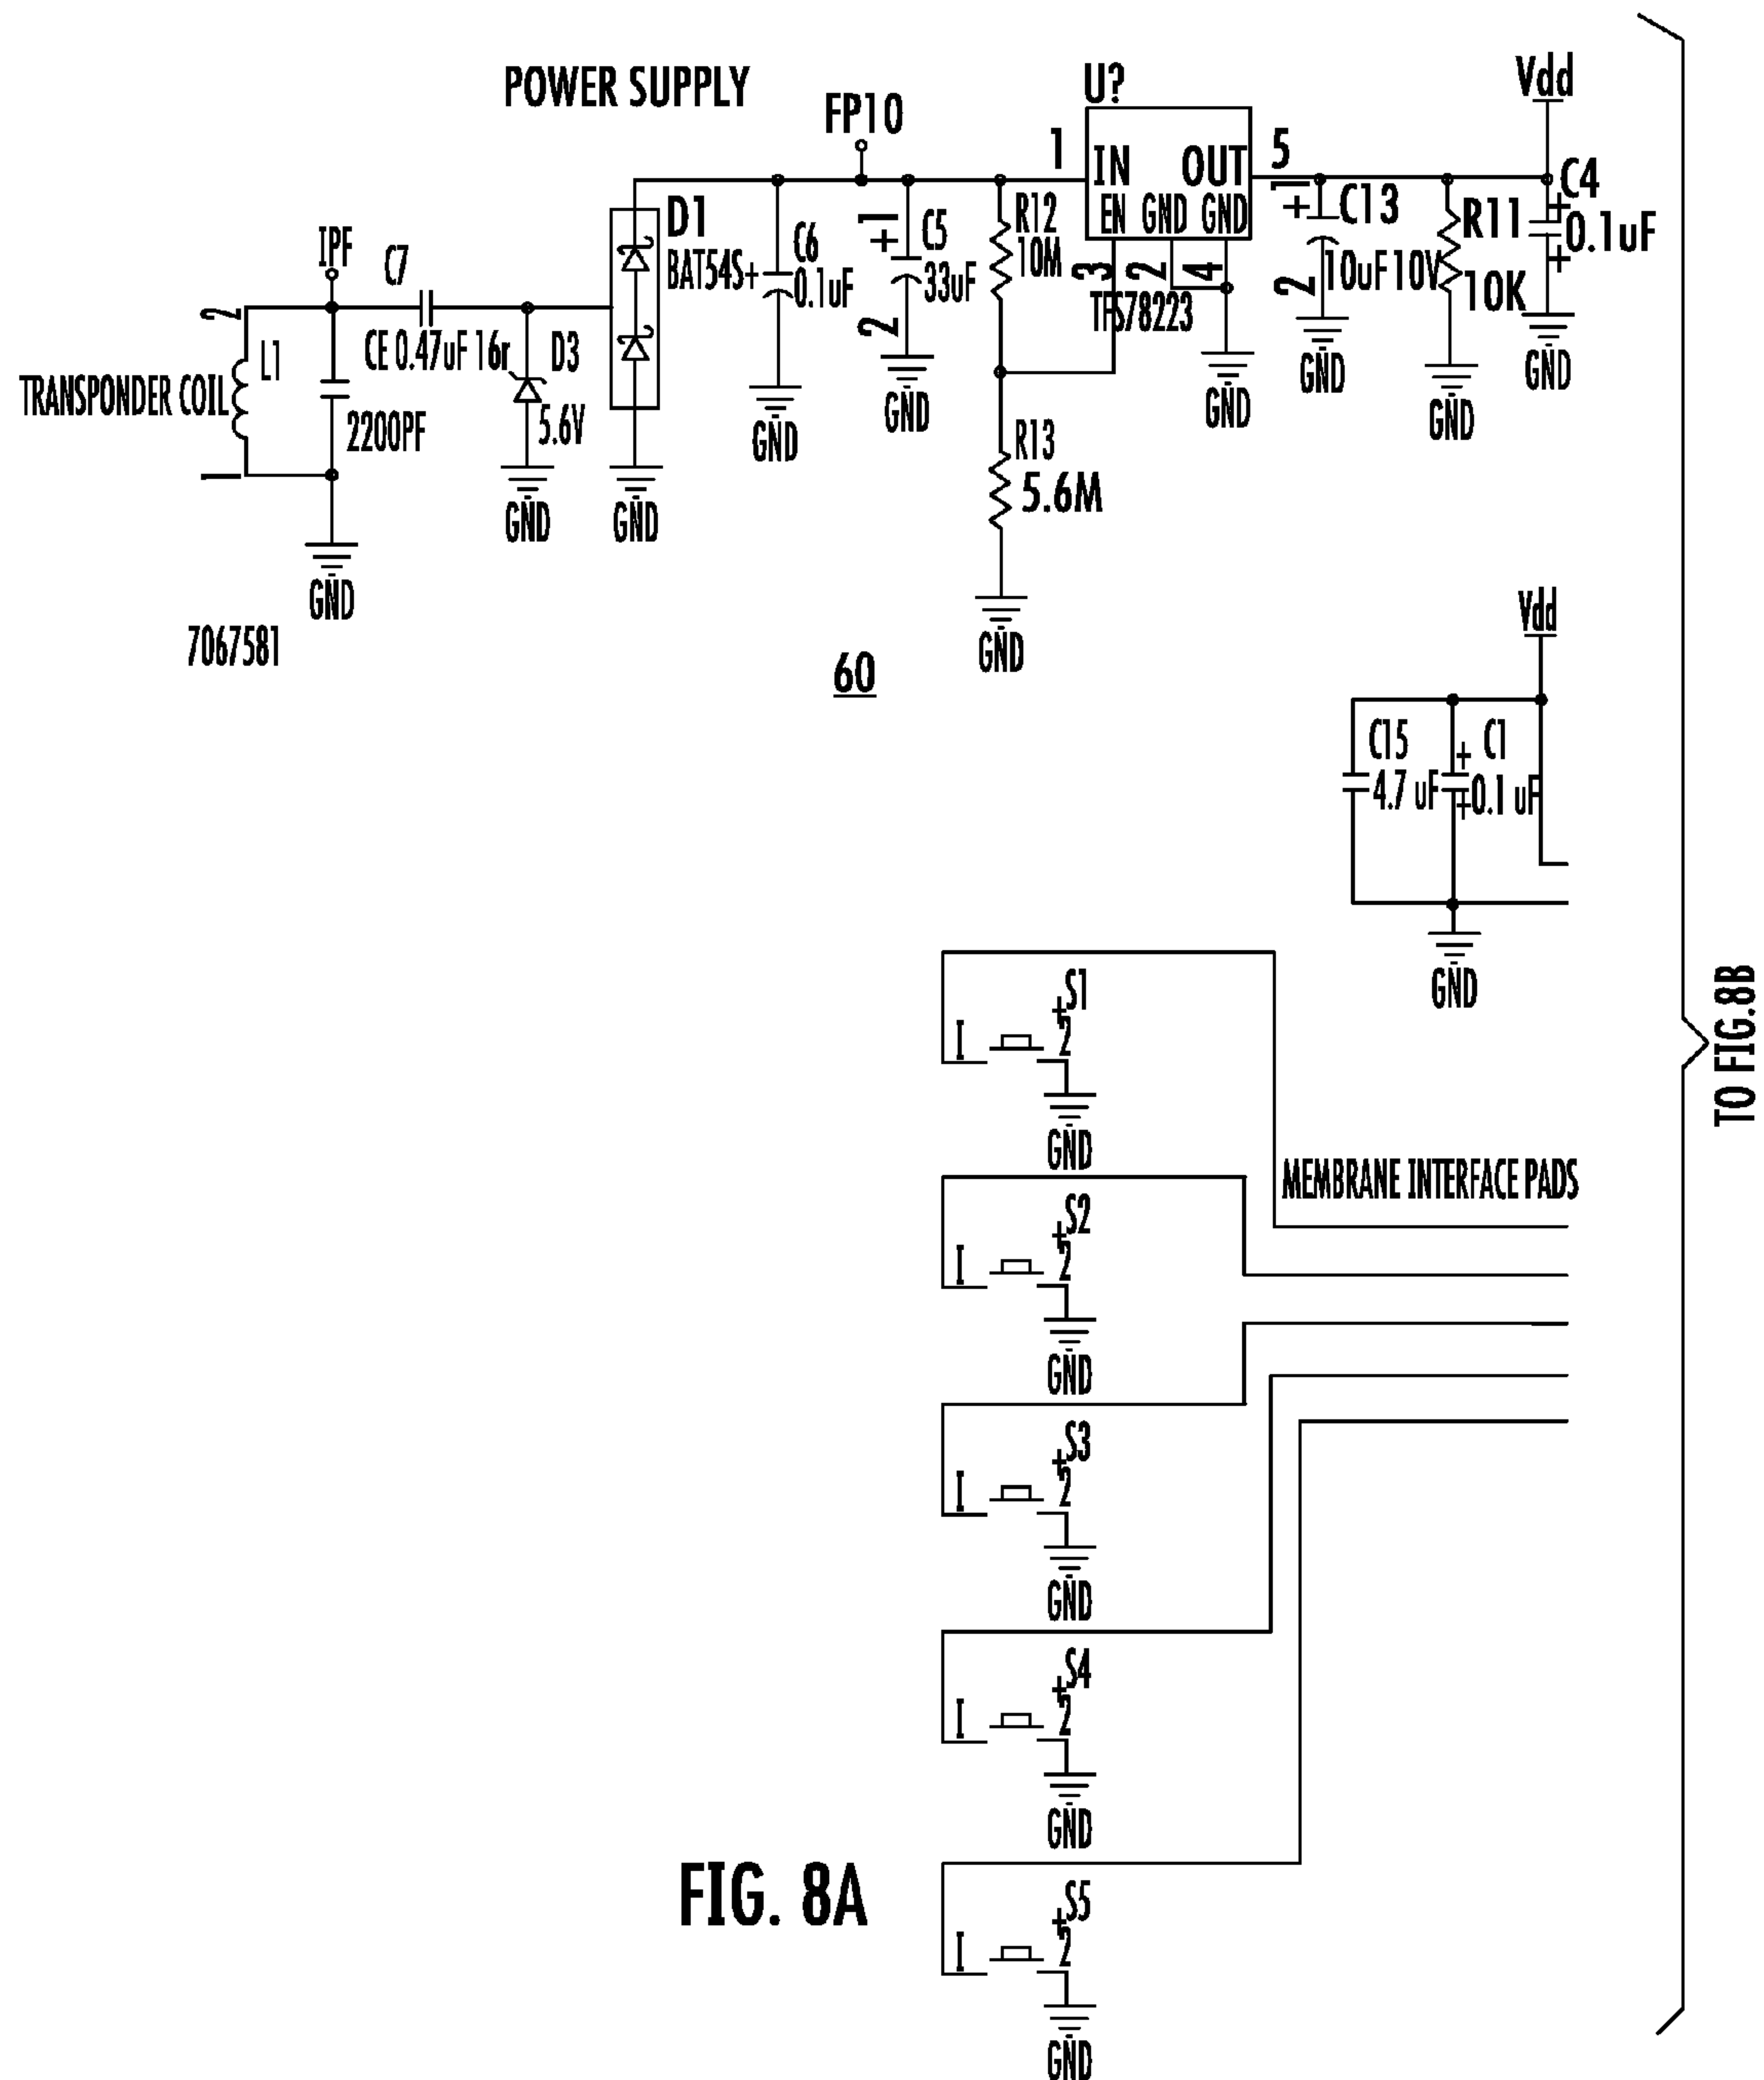 POWER SUPPLY
U?
Vdd
FP10
1
IN
OUT
5
EN
GND
GND
3
2
4
TFS78223
C4
+
0.1uF
+
+1
C13
10uF10V
2
GND
R11
10K
GND
GND
GND
R12
10M
+1
C5
33uF
2
GND
C6
0.1uF
GND
D1
BAT54S+
IPF
C7
CE 0.47uF 16r
D3
5.6V
GND
GND
2
L1
TRANSPONDER COIL
2200PF
1
GND
R13
5.6M
GND
7067581
60
Vdd
C15
4.7 uF
+
C1
+
0.1 uF
GND
TO FIG.8B
+S1
I
2
GND
MEMBRANE INTERFACE PADS
+S2
I
2
GND
+S3
I
2
GND
+S4
I
2
GND
+S5
I
2
GND
FIG. 8A